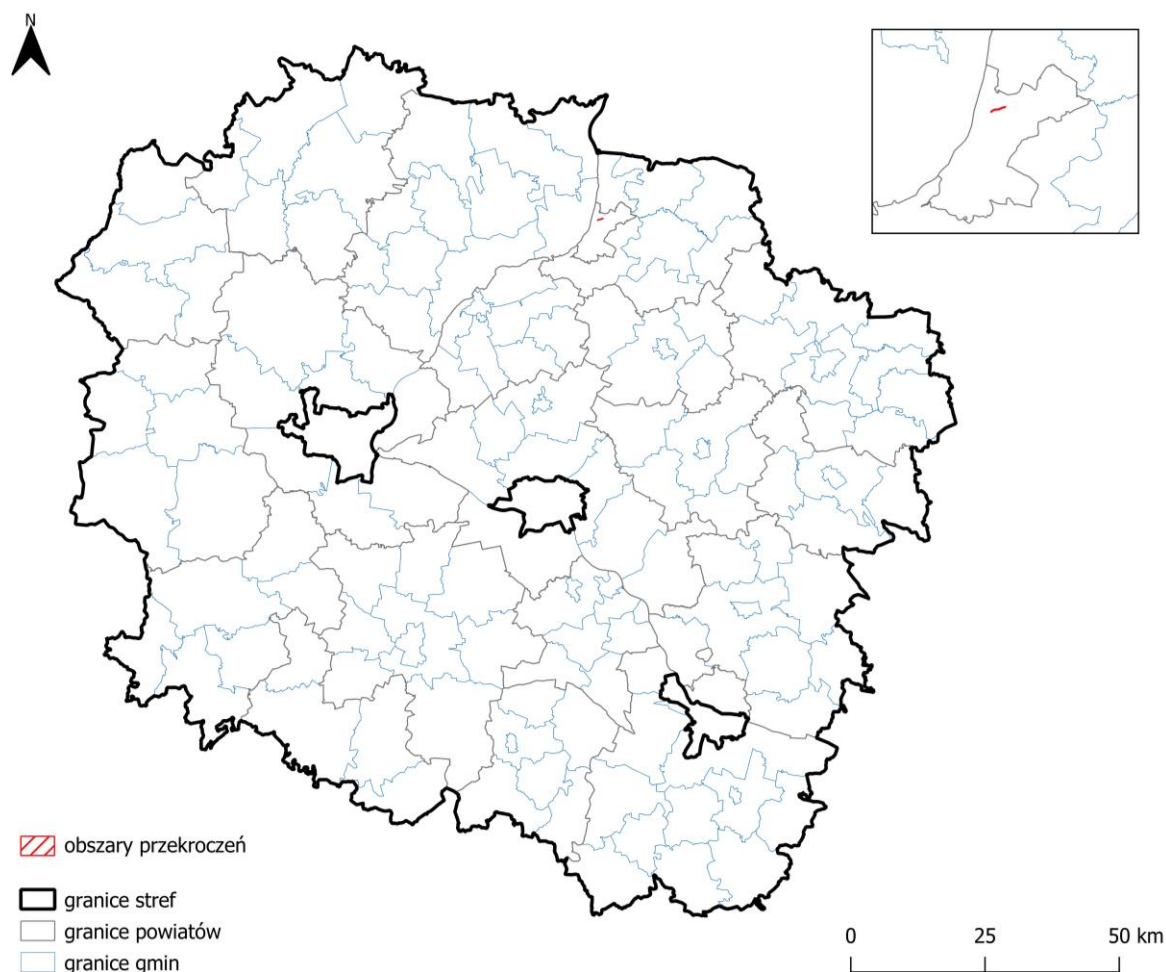 N
obszary przekroczeń
granice stref
granice powiatów
granice gmin
0 25 50 km